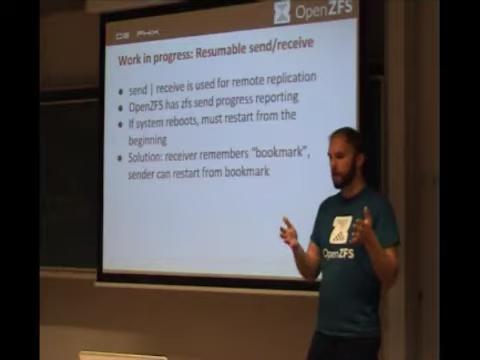 DE PHIX
OpenZFS
Work in progress: Resumable send/receive
● send | receive is used for remote replication
● OpenZFS has zfs send progress reporting
● If system reboots, must restart from the
beginning
● Solution: receiver remembers "bookmark",
sender can restart from bookmark
OpenZFS